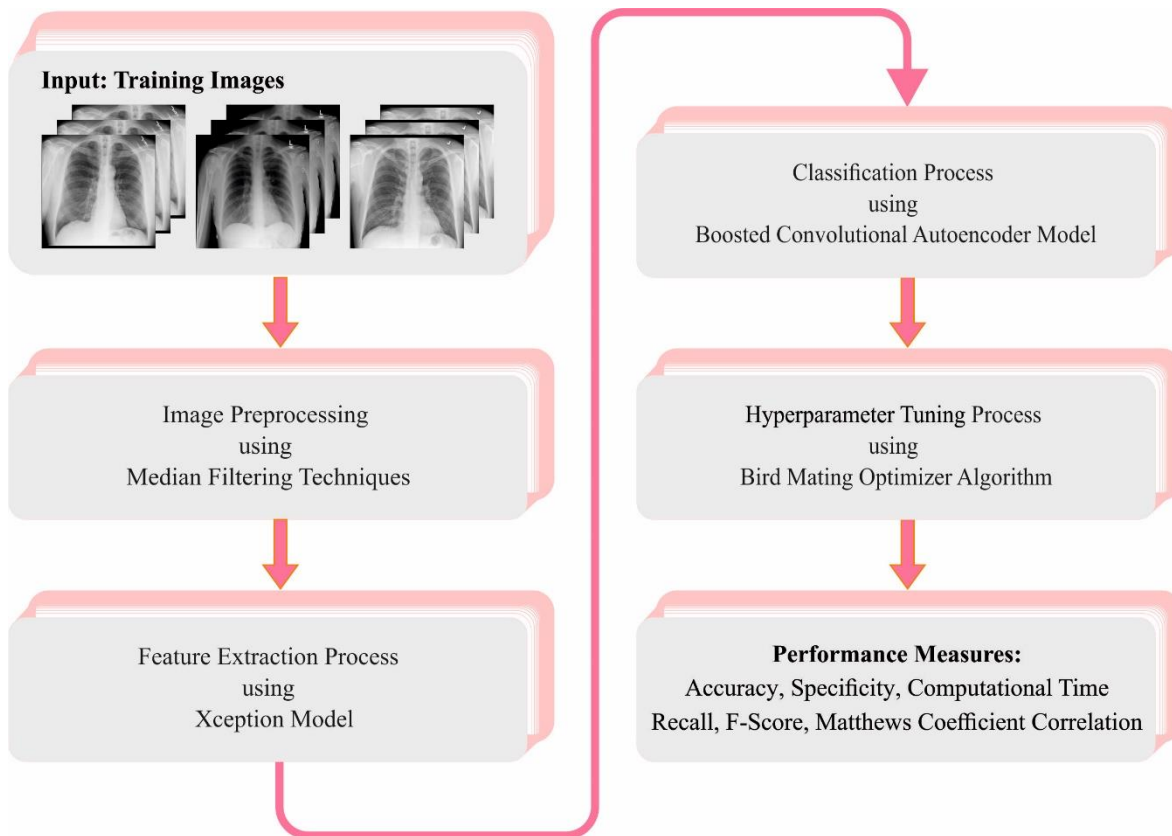 Input: Training Images
Image Preprocessing
using
Median Filtering Techniques
Feature Extraction Process
using
Xception Model
Classification Process
using
Boosted Convolutional Autoencoder Model
Hyperparameter Tuning Process
using
Bird Mating Optimizer Algorithm
Performance Measures:
Accuracy, Specificity, Computational Time
Recall, F-Score, Matthews Coefficient Correlation